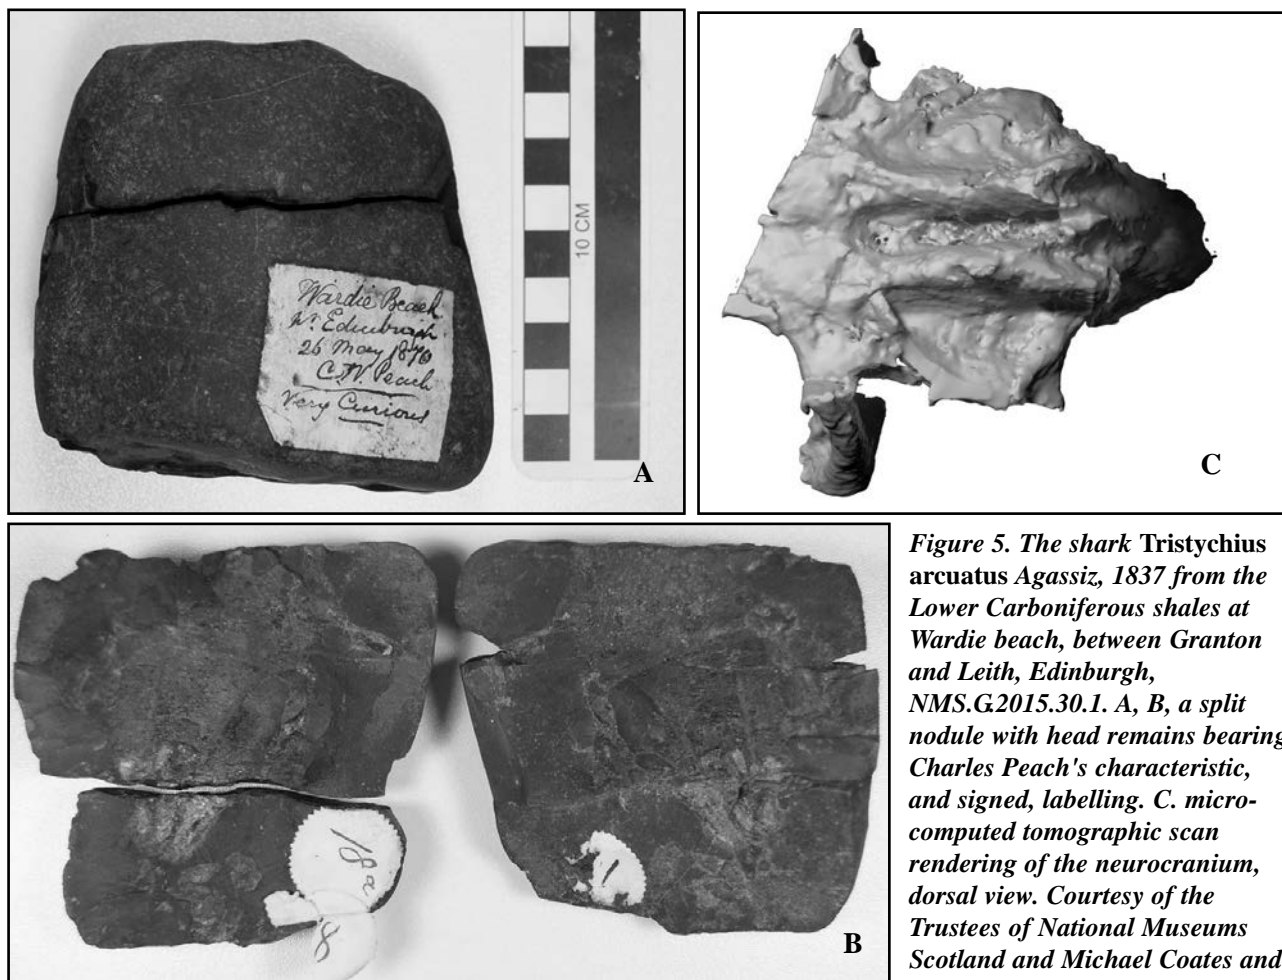 Wardie Beach
Nr. Edinburgh
26 May 1870
C.W. Peach
Very Curious
10 CM
A
C
18a
8
1
B
Figure 5. The shark Tristychius
arcuatus Agassiz, 1837 from the
Lower Carboniferous shales at
Wardie beach, between Granton
and Leith, Edinburgh,
NMS.G.2015.30.1. A, B, a split
nodule with head remains bearing
Charles Peach's characteristic,
and signed, labelling. C. micro-
computed tomographic scan
rendering of the neurocranium,
dorsal view. Courtesy of the
Trustees of National Museums
Scotland and Michael Coates and